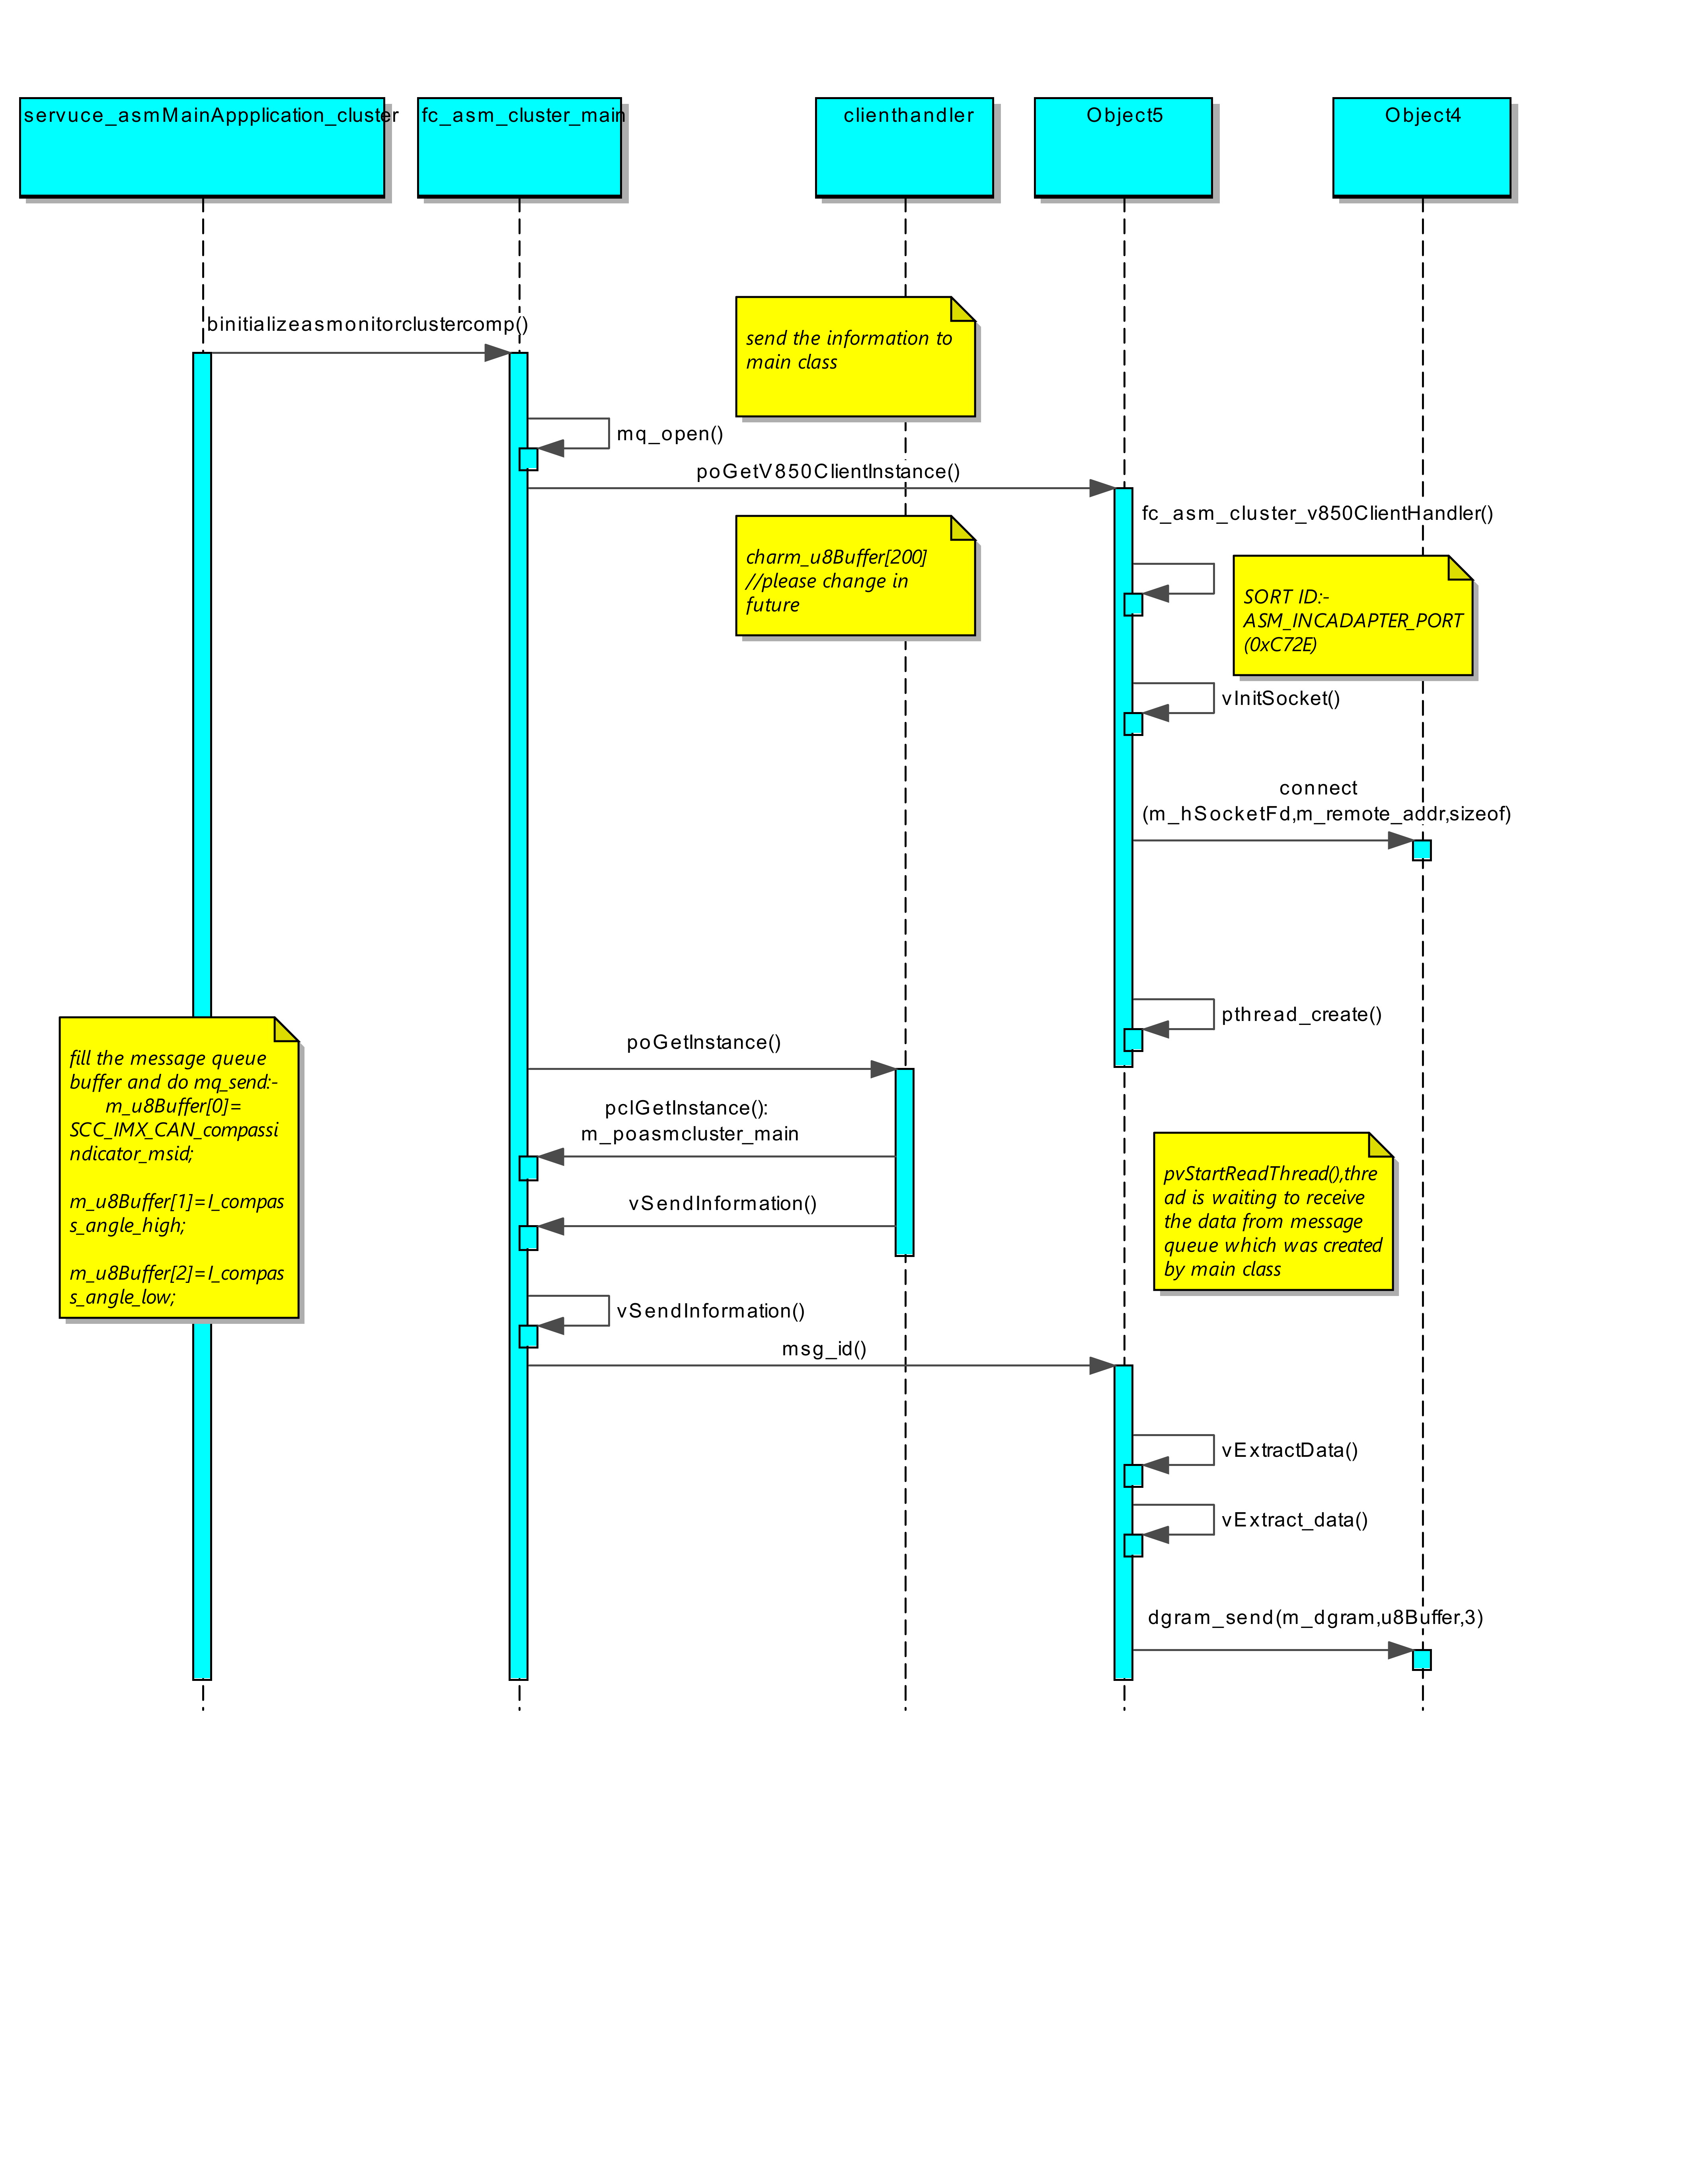 servuce_asmMainAppplication_cluster
fc_asm_cluster_main
clienthandler
Object5
Object4
binitializeasmonitorclustercomp()
send the information to
main class
mq_open()
poGetV850ClientInstance()
fc_asm_cluster_v850ClientHandler()
charm_u8Buffer[200]
//please change in
future
SORT ID:-
ASM_INCADAPTER_PORT
(0xC72E)
vInitSocket()
connect
(m_hSocketFd,m_remote_addr,sizeof)
pthread_create()
fill the message queue
buffer and do mq_send:-
m_u8Buffer[0]=
SCC_IMX_CAN_compassi
ndicator_msid;
m_u8Buffer[1]=I_compas
s_angle_high;
m_u8Buffer[2]=I_compas
s_angle_low;
poGetInstance()
pclGetInstance():
m_poasmcluster_main
vSendInformation()
pvStartReadThread(),thre
ad is waiting to receive
the data from message
queue which was created
by main class
vSendInformation()
msg_id()
vExtractData()
vExtract_data()
dgram_send(m_dgram,u8Buffer,3)